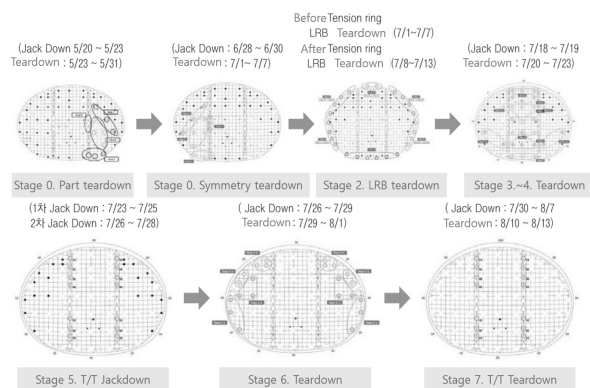 (Jack Down 5/20 ~ 5/23
Teardown : 5/23 ~ 5/31)
(Jack Down : 6/28 ~ 6/30
Teardown : 7/1~ 7/7)
Before Tension ring
LRB Teardown (7/1~7/7)
After Tension ring
LRB Teardown (7/8~7/13)
(Jack Down : 7/18 ~ 7/19
Teardown : 7/20 ~ 7/23)
Stage 0. Part teardown
Stage 0. Symmetry teardown
Stage 2. LRB teardown
Stage 3.~4. Teardown
(1차 Jack Down : 7/23 ~ 7/25
2차 Jack Down : 7/26 ~ 7/28)
( Jack Down : 7/26 ~ 7/29
Teardown : 7/29 ~ 8/1)
( Jack Down : 7/30 ~ 8/7
Teardown : 8/10 ~ 8/13)
Stage 5. T/T Jackdown
Stage 6. Teardown
Stage 7. T/T Teardown